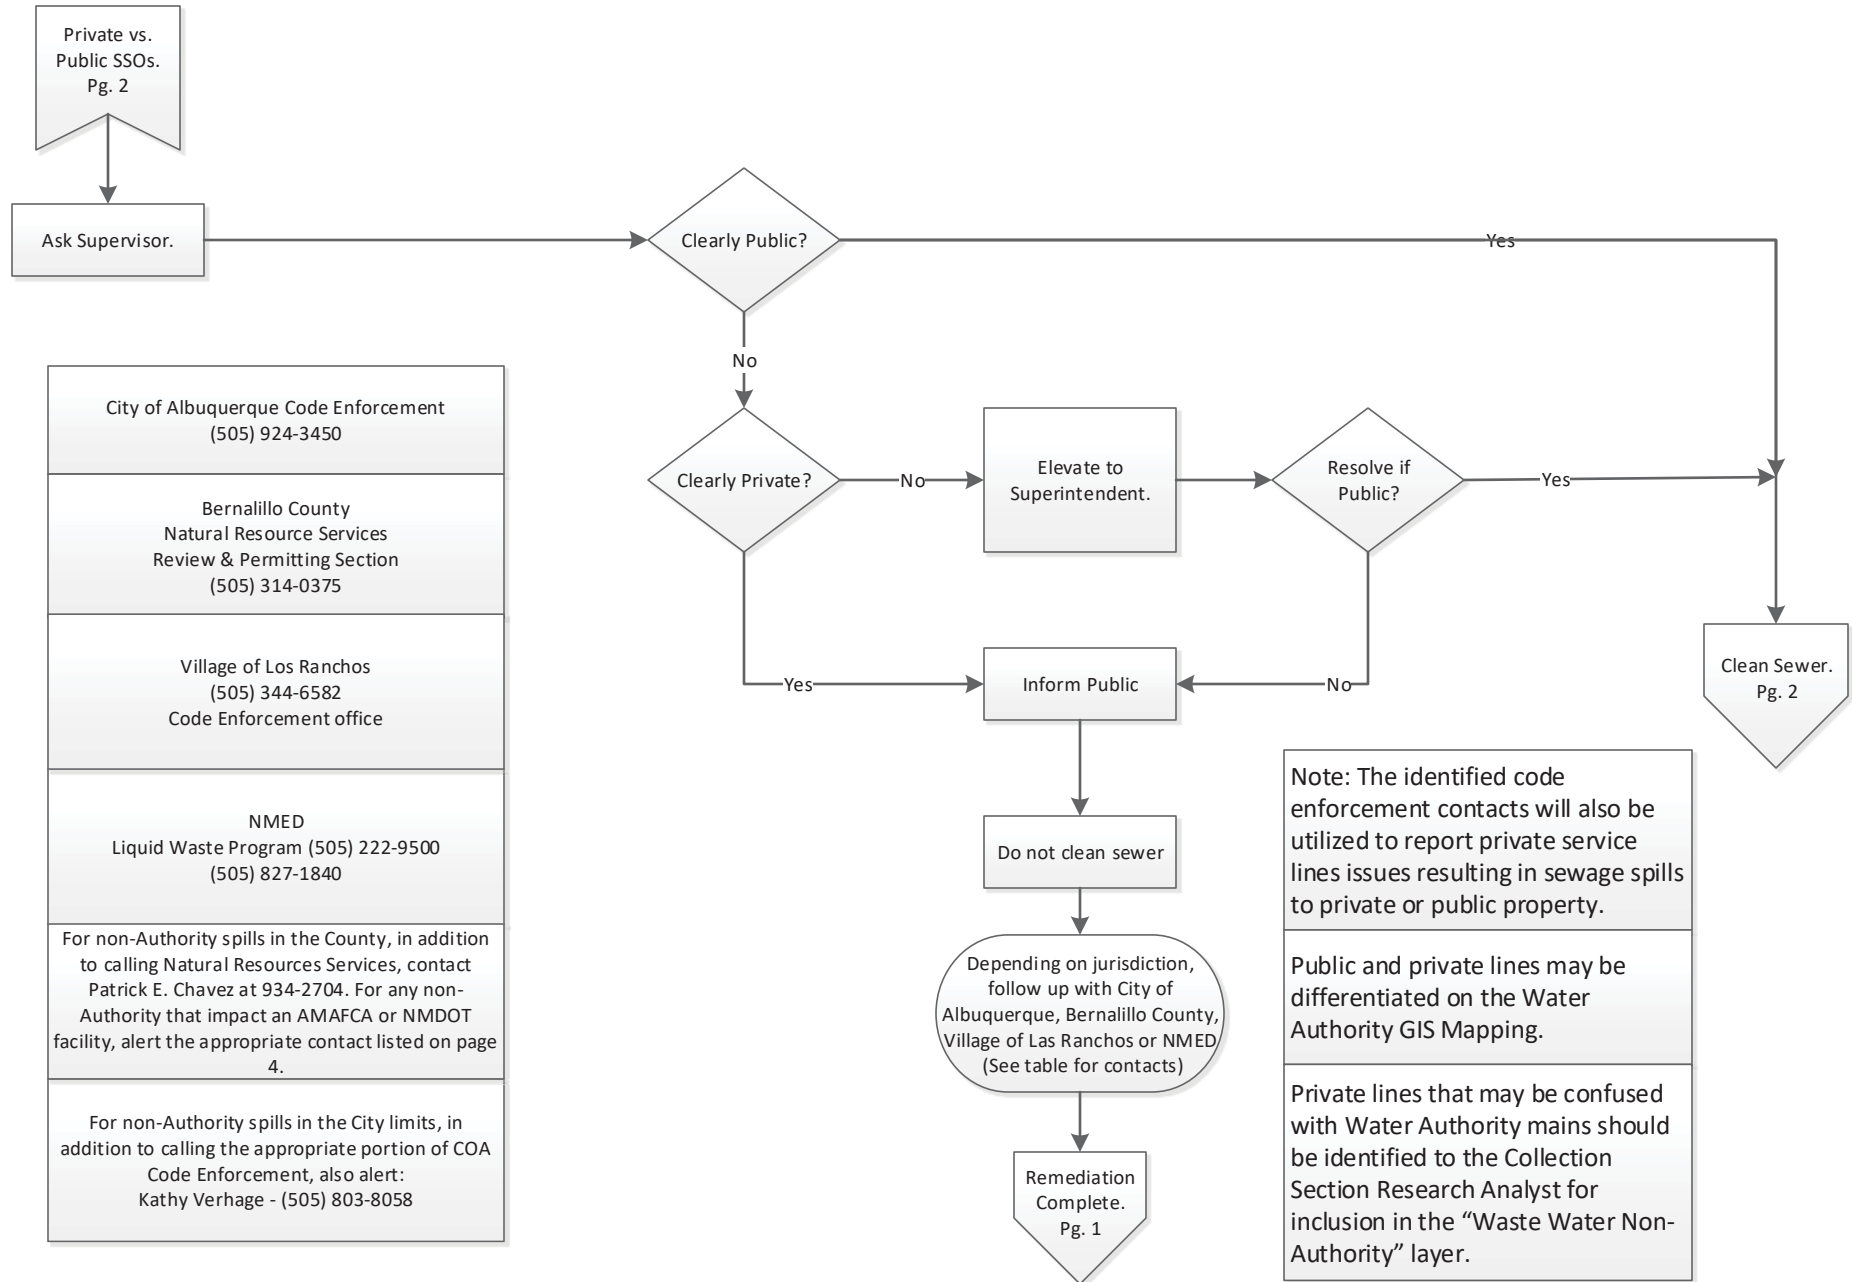 Private vs.
Public SSOs.
Pg. 2
Ask Supervisor.
Clearly Public?
Yes
No
Clearly Private?
No
Elevate to
Superintendent.
Resolve if
Public?
Yes
Yes
Inform Public
No
Clean Sewer.
Pg. 2
Do not clean sewer
Depending on jurisdiction,
follow up with City of
Albuquerque, Bernalillo County,
Village of Las Ranchos or NMED
(See table for contacts)
Remediation
Complete.
Pg. 1
City of Albuquerque Code Enforcement
(505) 924-3450
Bernalillo County
Natural Resource Services
Review & Permitting Section
(505) 314-0375
Village of Los Ranchos
(505) 344-6582
Code Enforcement office
NMED
Liquid Waste Program (505) 222-9500
(505) 827-1840
For non-Authority spills in the County, in addition
to calling Natural Resources Services, contact
Patrick E. Chavez at 934-2704. For any non-
Authority that impact an AMAFCA or NMDOT
facility, alert the appropriate contact listed on page
4.
For non-Authority spills in the City limits, in
addition to calling the appropriate portion of COA
Code Enforcement, also alert:
Kathy Verhage - (505) 803-8058
Note: The identified code
enforcement contacts will also be
utilized to report private service
lines issues resulting in sewage spills
to private or public property.
Public and private lines may be
differentiated on the Water
Authority GIS Mapping.
Private lines that may be confused
with Water Authority mains should
be identified to the Collection
Section Research Analyst for
inclusion in the “Waste Water Non-
Authority” layer.